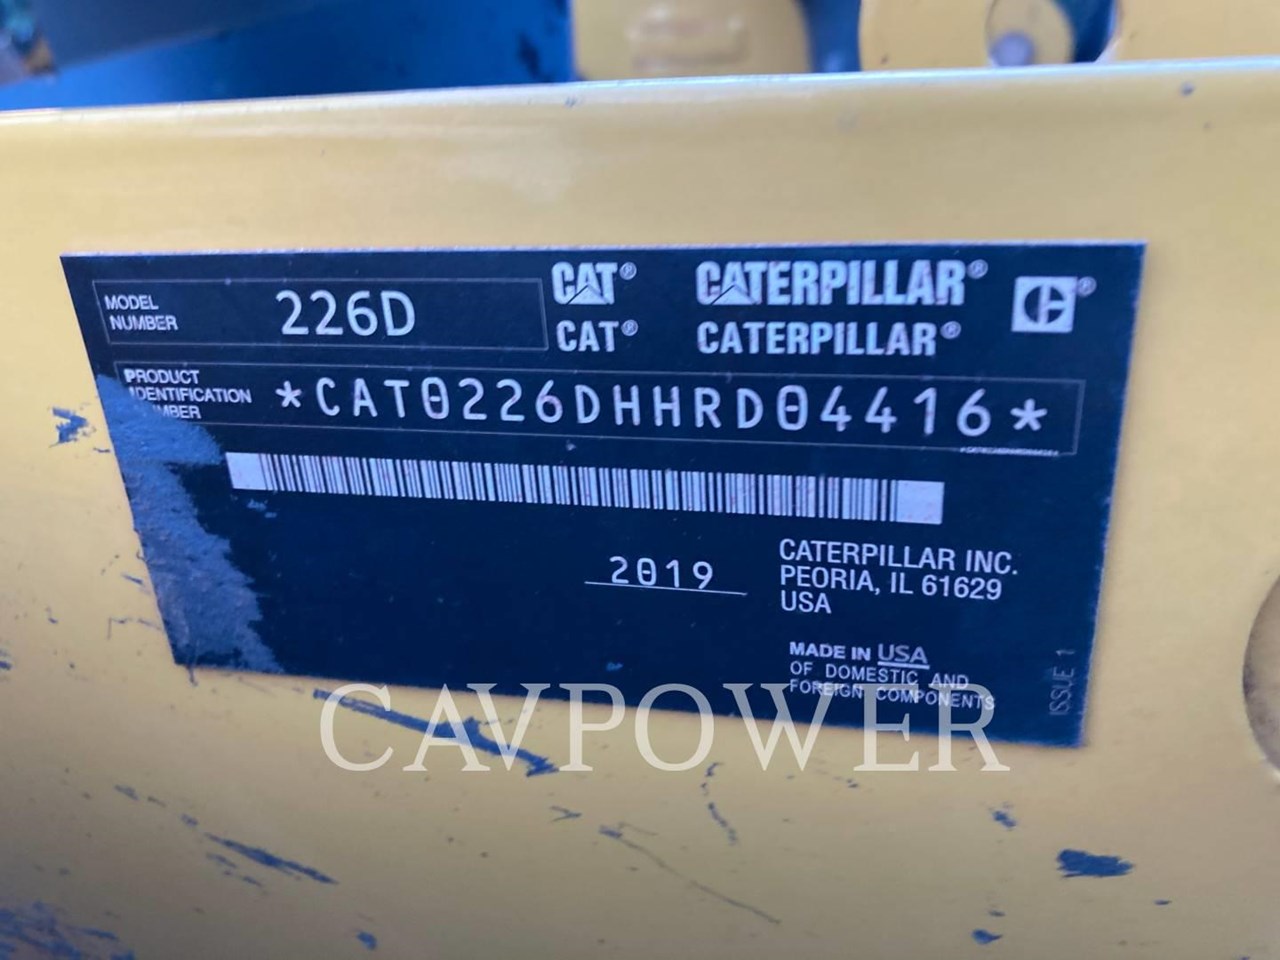 MODEL
NUMBER
226D
CAT® CATERPILLAR®
CAT® CATERPILLAR®
PRODUCT
IDENTIFICATION
NUMBER
*CAT0226DHHRD04416*
2019
CATERPILLAR INC.
PEORIA, IL 61629
USA
MADE IN USA
OF DOMESTIC AND
FOREIGN COMPONENTS
ISSUE 1
CAVPOWER